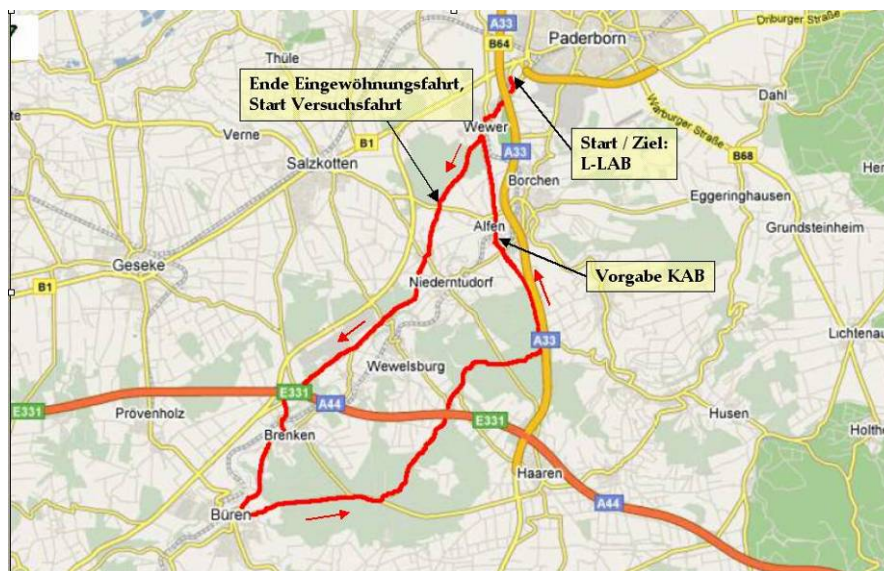 7
A33
B64
Paderborn
Driburger Straße
Thüle
Ende Eingewöhnungsfahrt,
Start Versuchsfahrt
Dahl
Warburger Straße
Verne
B1
Wewer
Start / Ziel:
L-LAB
A33
Salzkotten
B68
Borchen
Eggeringhausen
Alfen
Grundsteinheim
Geseke
Vorgabe KAB
B1
Niederntudorf
Lichtenau
A33
Wewelsburg
E331
E331
A44
Prövenholz
E331
Husen
Brenken
Haaren
A44
Büren